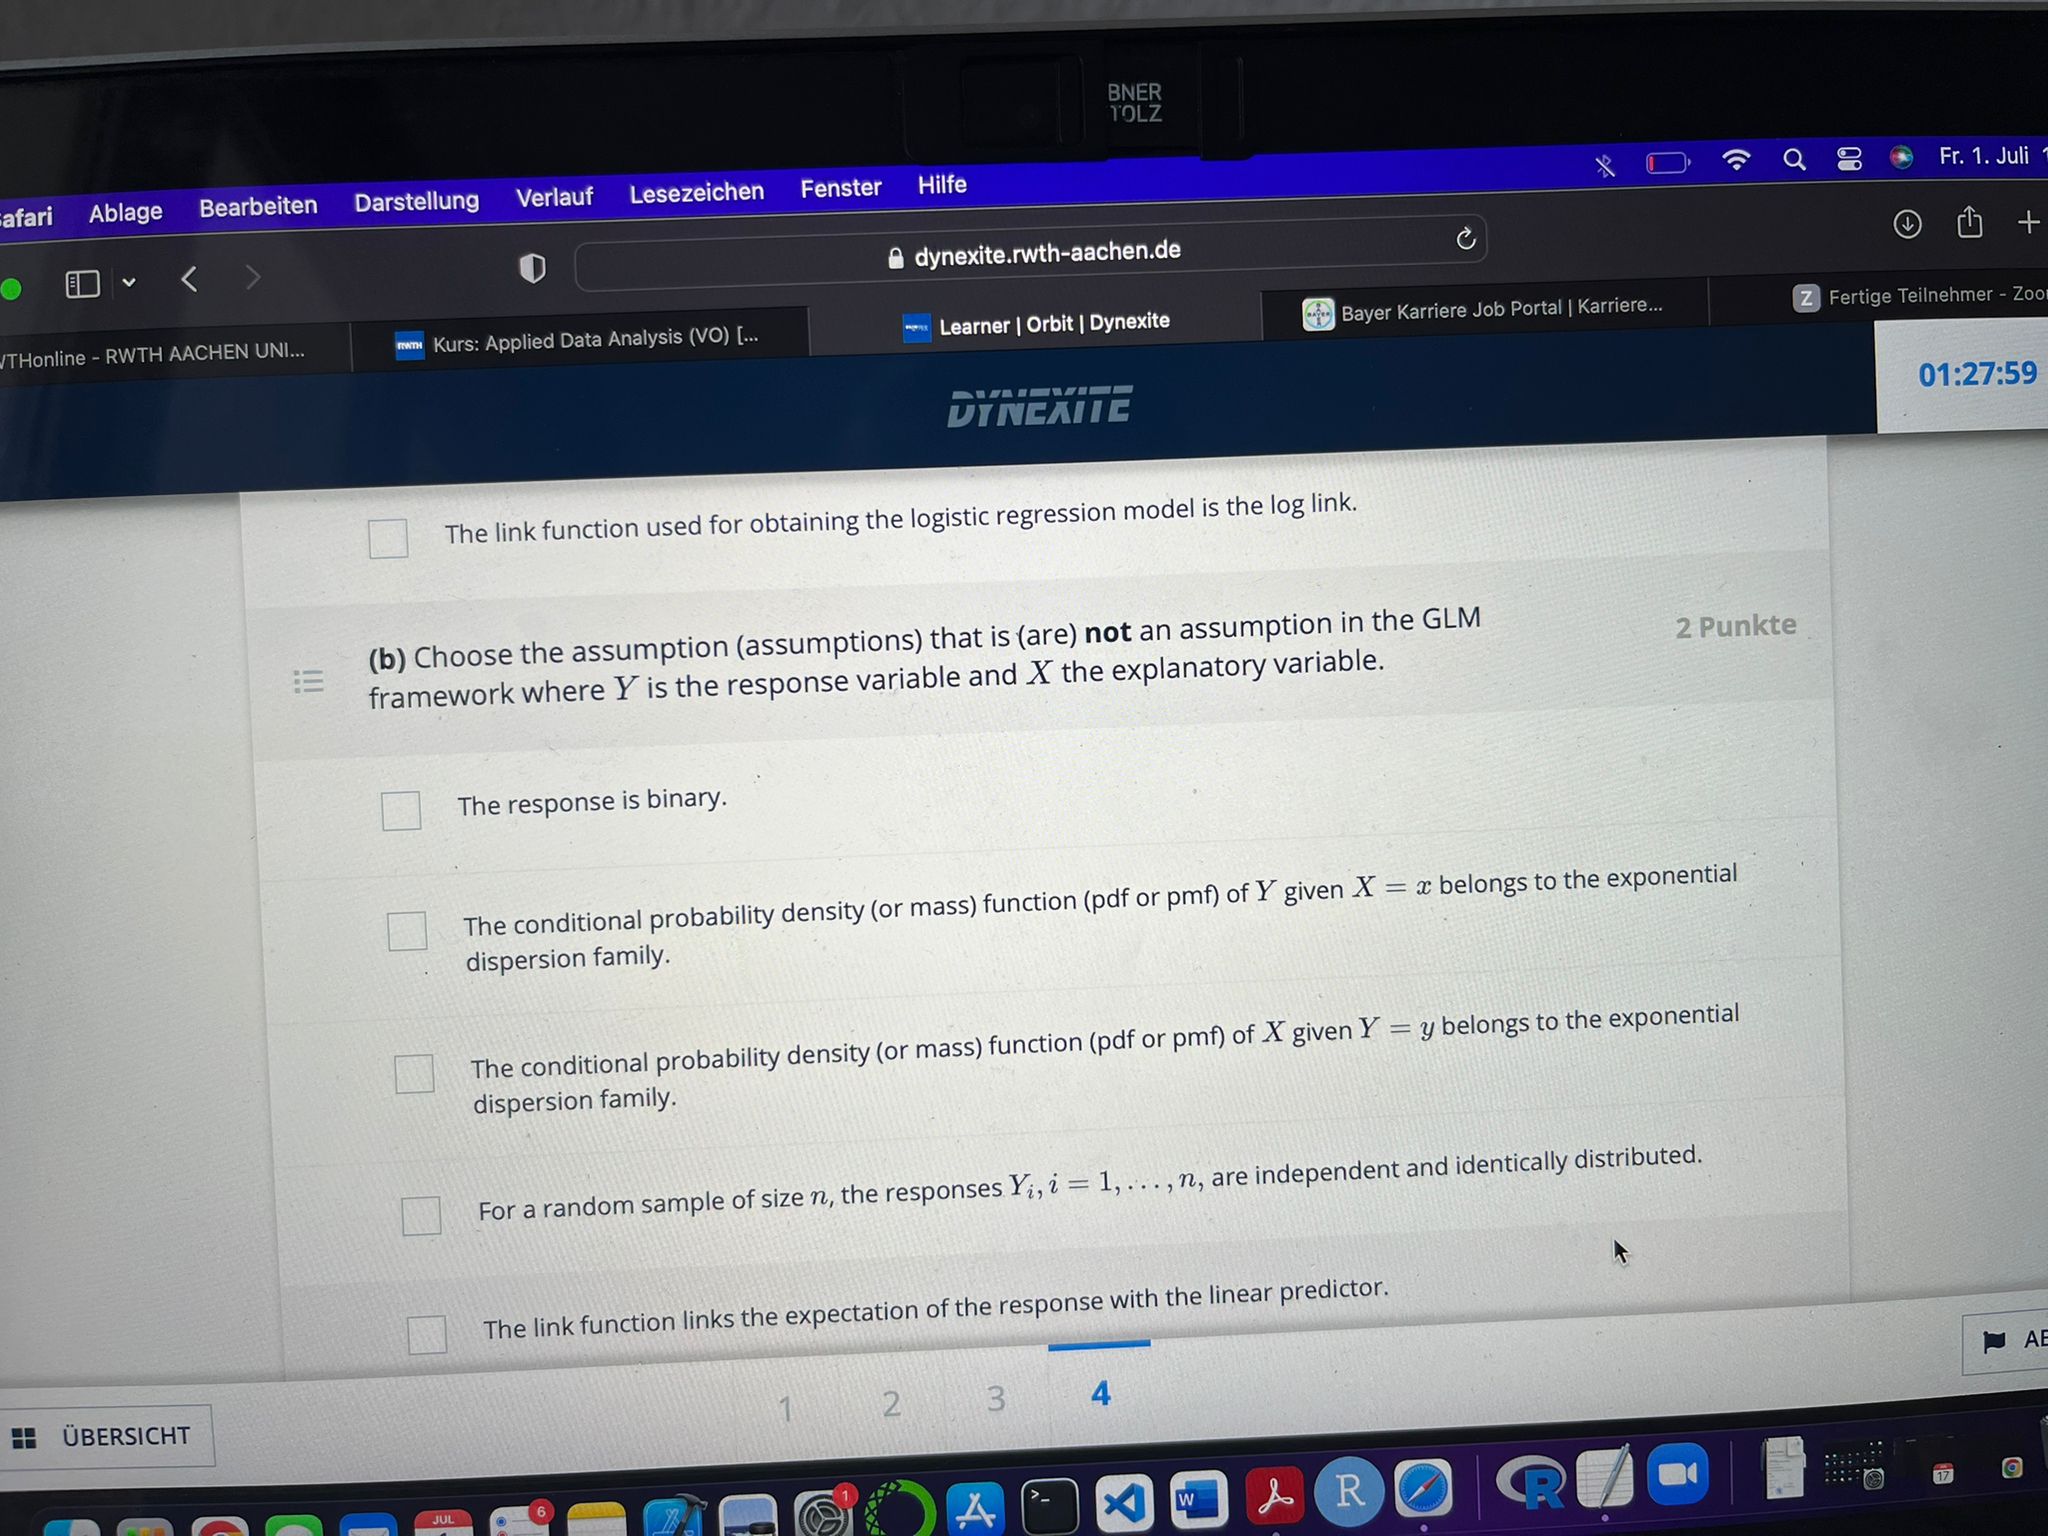 BNER
TOLZ
afari Ablage Bearbeiten Darstellung Verlauf Lesezeichen Fenster Hilfe Fr. 1. Juli
dynexite.rwth-aachen.de
THonline - RWTH AACHEN UNI... RWTH Kurs: Applied Data Analysis (VO) [... Learner | Orbit | Dynexite Bayer Karriere Job Portal | Karriere... Z Fertige Teilnehmer - Zoo
DYNEXITE 01:27:59
The link function used for obtaining the logistic regression model is the log link.
(b) Choose the assumption (assumptions) that is (are) not an assumption in the GLM 2 Punkte
framework where Y is the response variable and X the explanatory variable.
The response is binary.
The conditional probability density (or mass) function (pdf or pmf) of Y given X = x belongs to the exponential
dispersion family.
The conditional probability density (or mass) function (pdf or pmf) of X given Y = y belongs to the exponential
dispersion family.
For a random sample of size n, the responses Y_i, i = 1, . . . , n, are independent and identically distributed.
The link function links the expectation of the response with the linear predictor.
AB
1 2 3 4
ÜBERSICHT
JUL 6 1 >_ W R R 17